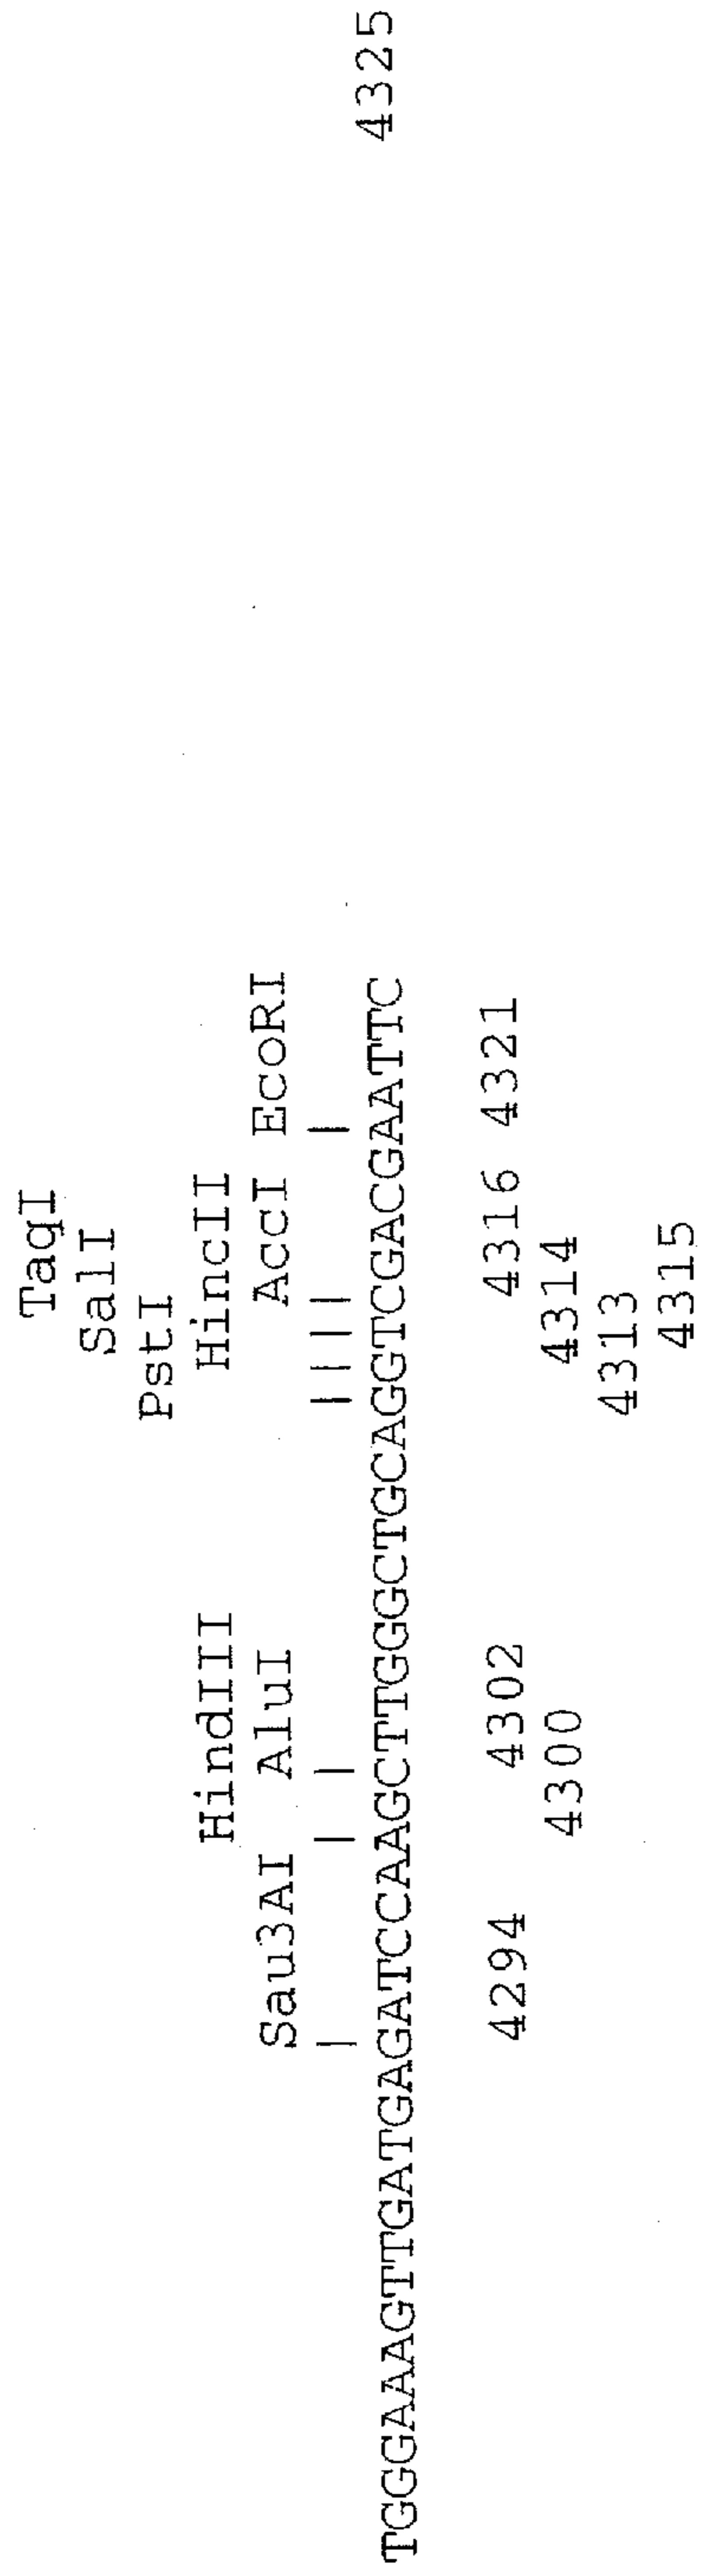 TaqI
SalI
PstI
HindIII HincII
Sau3AI AluI AccI EcoRI
TGGGAAAGTTGATGAGATCCAAGCTTGGGCTGCAGGTCGACGAATTC 4325
4294 4302 4316 4321
4300 4314
4313
4315